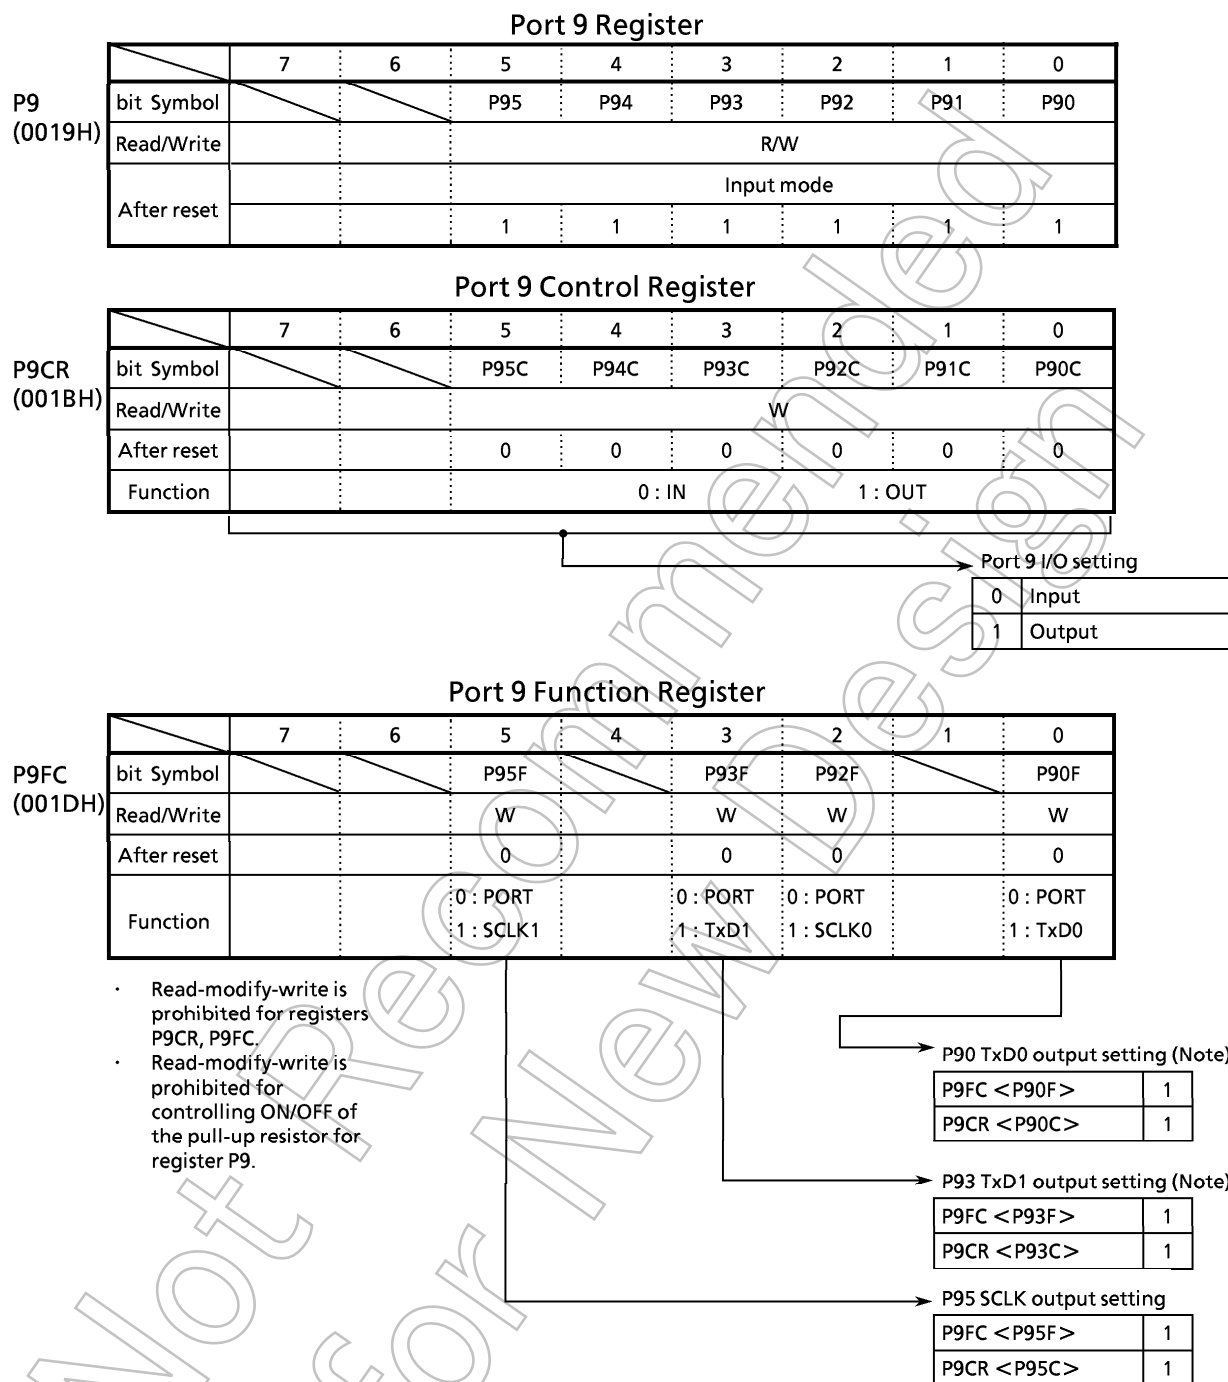 Port 9 Register
7 6 5 4 3 2 1 0
P9
(0019H)
bit Symbol P95 P94 P93 P92 P91 P90
Read/Write R/W
After reset
Input mode
1 1 1 1 1 1
Port 9 Control Register
7 6 5 4 3 2 1 0
P9CR
(001BH)
bit Symbol P95C P94C P93C P92C P91C P90C
Read/Write W
After reset 0 0 0 0 0 0
Function 0 : IN 1 : OUT
Port 9 I/O setting
0 Input
1 Output
Port 9 Function Register
7 6 5 4 3 2 1 0
P9FC
(001DH)
bit Symbol P95F P93F P92F P90F
Read/Write W W W W
After reset 0 0 0 0
Function
0 : PORT 0 : PORT 0 : PORT 0 : PORT
1 : SCLK1 1 : TxD1 1 : SCLK0 1 : TxD0
· Read-modify-write is
prohibited for registers
P9CR, P9FC.
· Read-modify-write is
prohibited for
controlling ON/OFF of
the pull-up resistor for
register P9.
P90 TxD0 output setting (Note)
P9FC <P90F> 1
P9CR <P90C> 1
P93 TxD1 output setting (Note)
P9FC <P93F> 1
P9CR <P93C> 1
P95 SCLK output setting
P9FC <P95F> 1
P9CR <P95C> 1
Not Recommended
for New Design